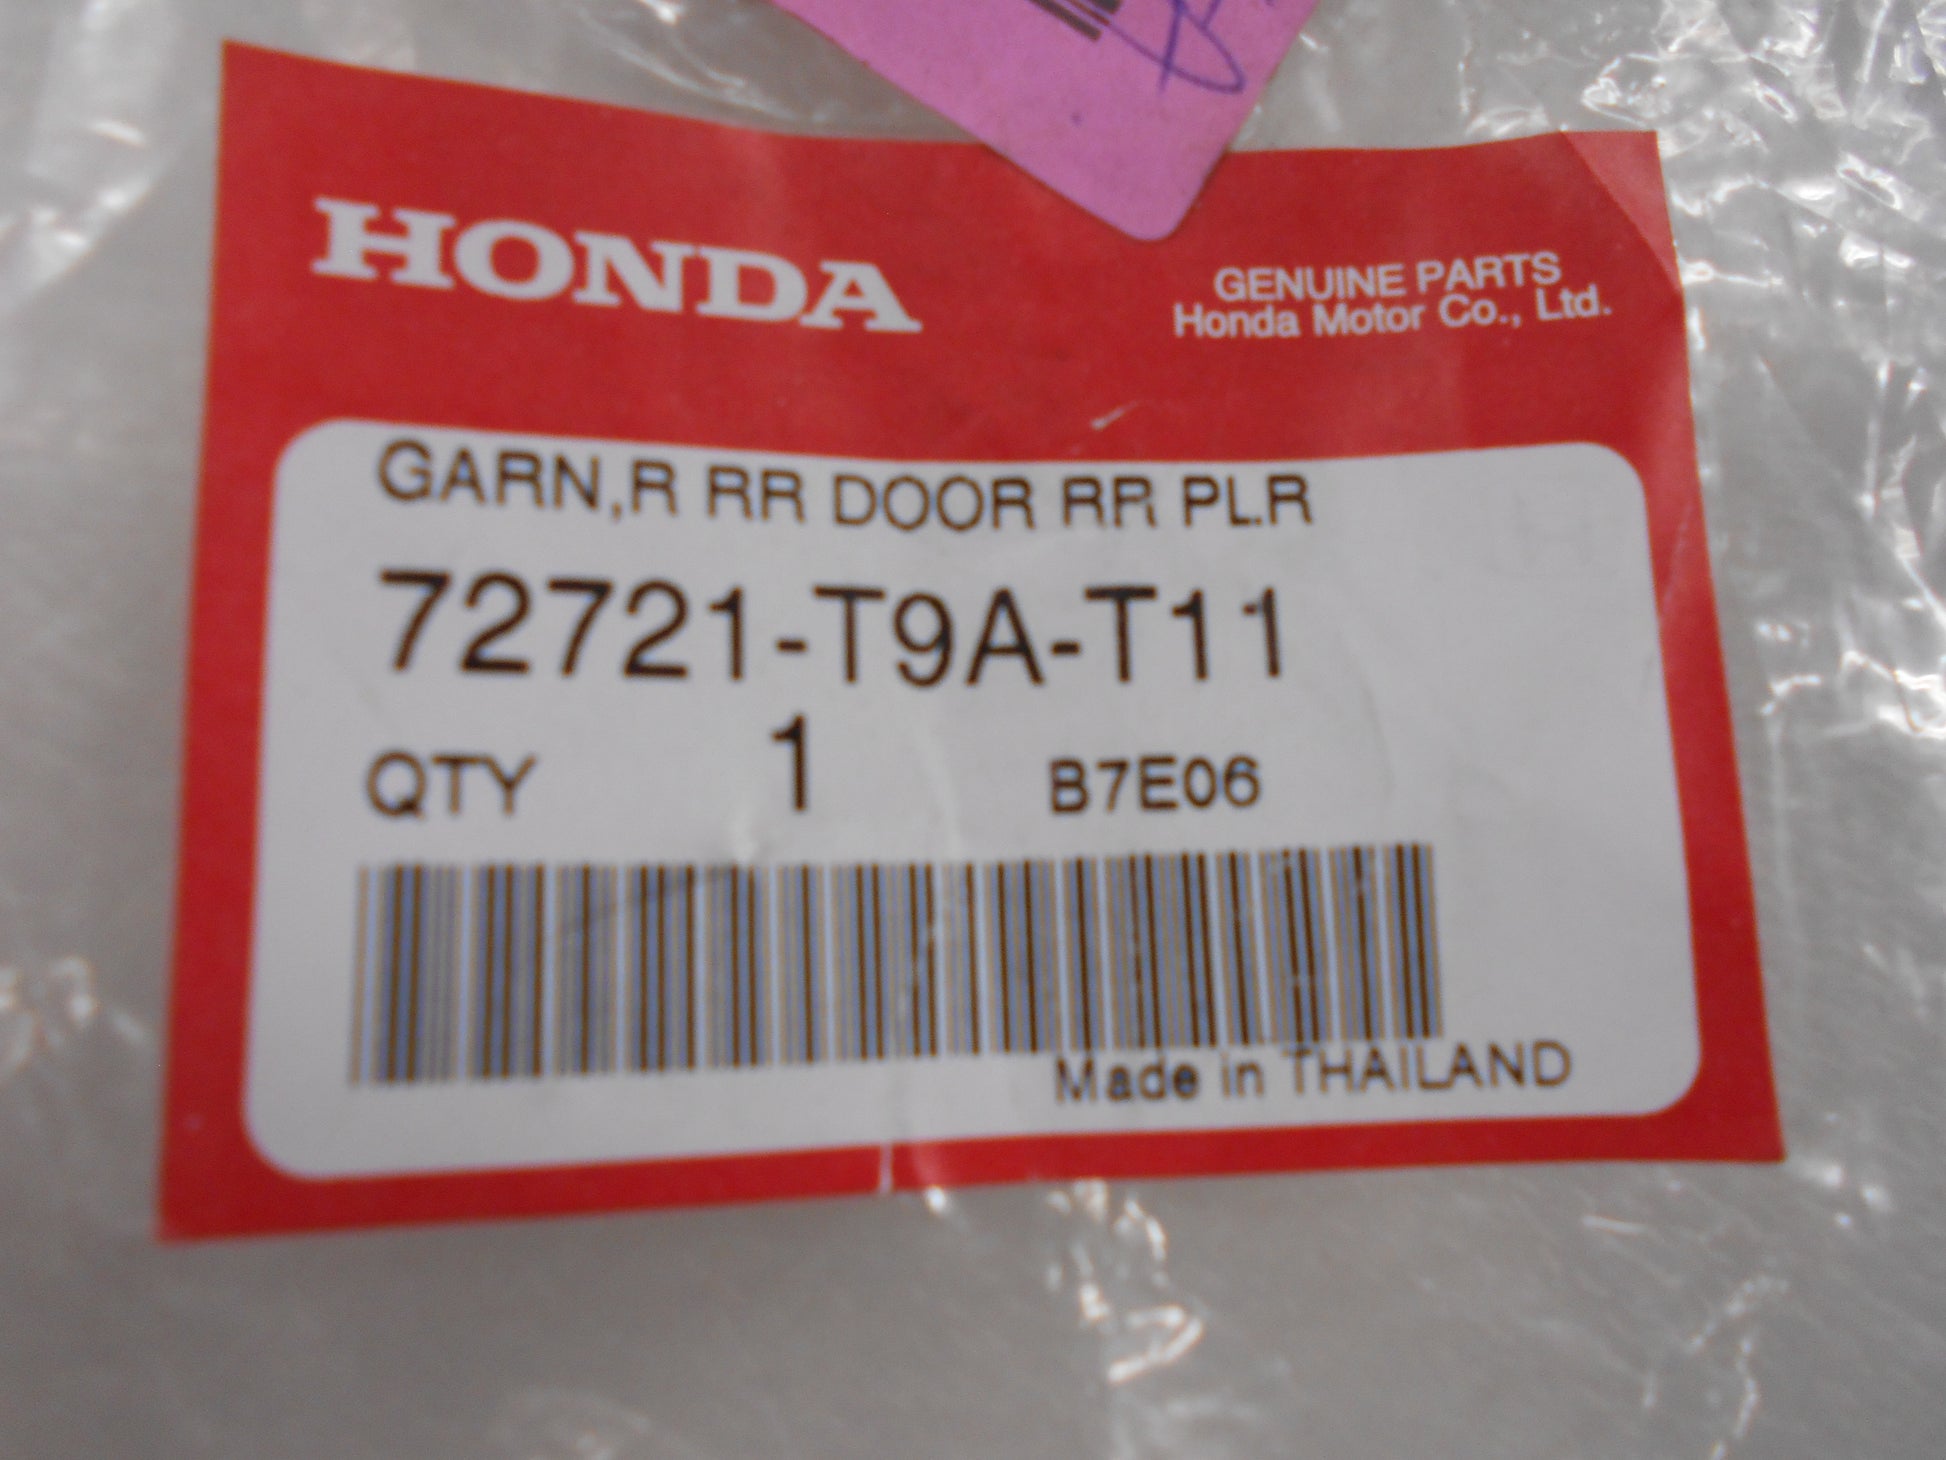 HONDA
GENUINE PARTS
Honda Motor Co., Ltd.
GARN,R RR DOOR RR PL.R
72721-T9A-T11
QTY 1 B7E06
Made in THAILAND